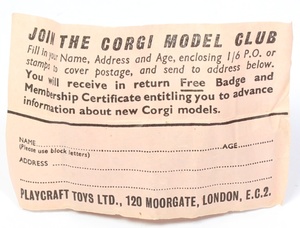 JOIN THE CORGI MODEL CLUB
Fill in your Name, Address and Age, enclosing 1/6 P.O. or
stamps to cover postage, and send to address below.
You will receive in return Free Badge and
Membership Certificate entitling you to advance
information about new Corgi models.
NAME AGE
(Please use block letters)
ADDRESS
PLAYCRAFT TOYS LTD., 120 MOORGATE, LONDON, E.C.2.